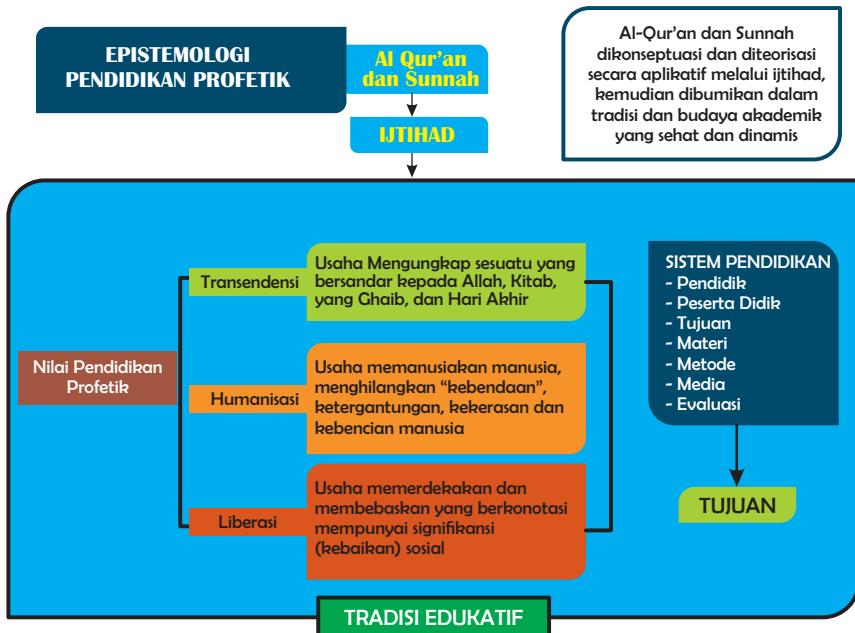 EPISTEMOLOGI
PENDIDIKAN PROFETIK
Al Qur'an
dan Sunnah
IJTIHAD
Al-Qur'an dan Sunnah
dikonseptuasi dan diteorisasi
secara aplikatif melalui ijtihad,
kemudian dibumikan dalam
tradisi dan budaya akademik
yang sehat dan dinamis
Nilai Pendidikan
Profetik
Transendensi
Usaha Mengungkap sesuatu yang
bersandar kepada Allah, Kitab,
yang Ghaib, dan Hari Akhir
Humanisasi
Usaha memanusiakan manusia,
menghilangkan “kebendaan”,
ketergantungan, kekerasan dan
kebencian manusia
Liberasi
Usaha memerdekakan dan
membebaskan yang berkonotasi
mempunyai signifikansi
(kebaikan) sosial
SISTEM PENDIDIKAN
- Pendidik
- Peserta Didik
- Tujuan
- Materi
- Metode
- Media
- Evaluasi
TUJUAN
TRADISI EDUKATIF